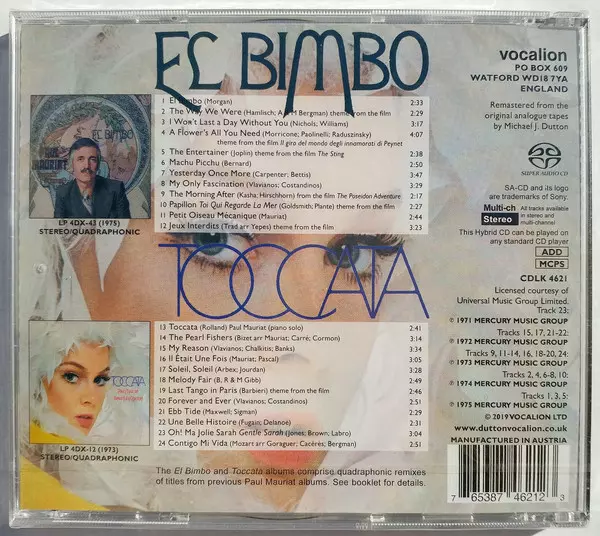 EL BIMBO
vocalion
PO BOX 609
WATFORD WD18 7YA
ENGLAND
Remastered from the
original analogue tapes
by Michael J. Dutton
SUPER AUDIO CD
SA-CD and its logo
are trademarks of Sony.
Multi-ch
Stereo
All tracks available
in stereo and
multi-channel
This Hybrid CD can be played on
any standard CD player
ADD
MCPS
CDLK 4621
Licensed courtesy of
Universal Music Group Limited.
Track 23;
℗ 1971 MERCURY MUSIC GROUP
Tracks 15, 17, 21-22;
℗ 1972 MERCURY MUSIC GROUP
Tracks 9, 11-14, 16, 18-20, 24;
℗ 1973 MERCURY MUSIC GROUP
Tracks 2, 4, 6-8, 10;
℗ 1974 MERCURY MUSIC GROUP
Tracks 1, 3, 5;
℗ 1975 MERCURY MUSIC GROUP
© 2019 VOCALION LTD
www.duttonvocalion.co.uk
MANUFACTURED IN AUSTRIA
7 65387 46212 3
EL BIMBO
LP 4DX-43 (1975)
STEREO/QUADRAPHONIC
1 El Bimbo (Morgan) 2:33
2 The Way We Were (Hamlisch; A & M Bergman) theme from the film 2:29
3 I Won't Last a Day Without You (Nichols; Williams) 3:17
4 A Flower's All You Need (Morricone; Paolinelli; Raduszinsky) 4:07
theme from the film Il giro del mondo degli innamorati di Peynet
5 The Entertainer (Joplin) theme from the film The Sting 2:38
6 Machu Picchu (Bernard) 2:50
7 Yesterday Once More (Carpenter; Bettis) 3:47
8 My Only Fascination (Vlavianos; Costandinos) 3:29
9 The Morning After (Kasha; Hirschhorn) from the film The Poseidon Adventure 2:17
10 Papillon Toi Qui Regarde La Mer (Goldsmith; Plante) theme from the film 2:27
11 Petit Oiseau Mécanique (Mauriat) 2:44
12 Jeux Interdits (Trad arr Yepes) theme from the film 3:23
TOCCATA
TOCCATA
LP 4DX-12 (1973)
STEREO/QUADRAPHONIC
13 Toccata (Rolland) Paul Mauriat (piano solo) 2:41
14 The Pearl Fishers (Bizet arr Mauriat; Carré; Cormon) 3:14
15 My Reason (Vlavianos; Chalkitis; Banks) 3:34
16 Il Était Une Fois (Mauriat; Pascal) 3:05
17 Soleil, Soleil (Arbex; Jourdan) 3:28
18 Melody Fair (B, R & M Gibb) 2:24
19 Last Tango in Paris (Barbieri) theme from the film 2:30
20 Forever and Ever (Vlavianos; Costandinos) 2:51
21 Ebb Tide (Maxwell; Sigman) 2:29
22 Une Belle Histoire (Fugain; Delanoë) 3:31
23 Oh! Ma Jolie Sarah Gentle Sarah (Jones; Brown; Labro) 3:04
24 Contigo Mi Vida (Mozart arr Goraguer; Cacérès; Bergman) 2:51
The El Bimbo and Toccata albums comprise quadraphonic remixes
of titles from previous Paul Mauriat albums. See booklet for details.